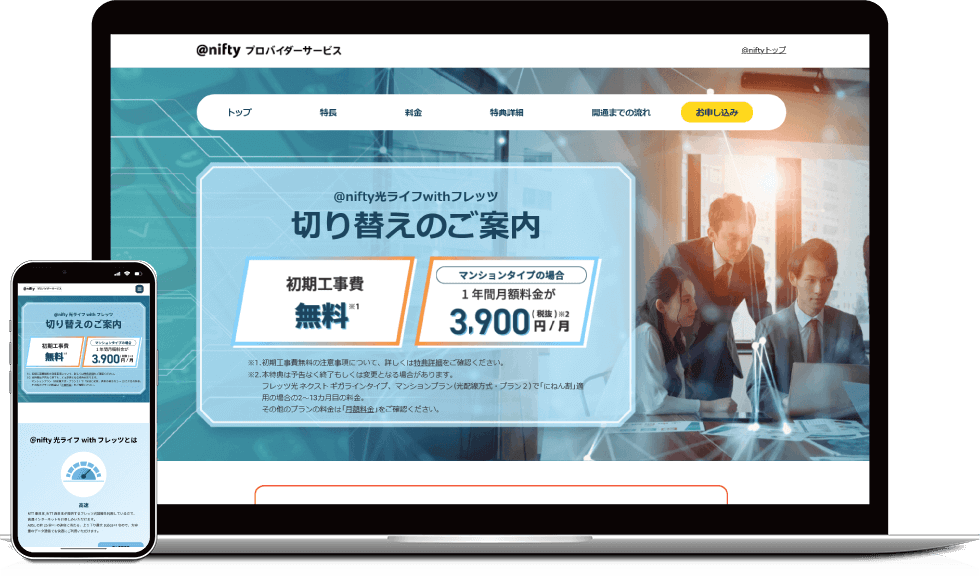 @nifty プロバイダーサービス
@niftyトップ
トップ 特長 料金 特典詳細 開通までの流れ お申し込み
@nifty光ライフwithフレッツ
切り替えのご案内
初期工事費
無料※1
マンションタイプの場合
1年間月額料金が
3,900(税抜)※2円/月
※1.初期工事費無料の注意事項について、詳しくは特典詳細をご確認ください。
※2.本特典は予告なく終了もしくは変更となる場合があります。
フレッツ光ネクスト ギガラインタイプ、マンションプラン(光配線方式・プラン2)で「にねん割」適
用の場合の2～13カ月目の料金。
その他のプランの料金は「月額料金」をご確認ください。
@nifty プロバイダーサービス
@nifty 光ライフ with フレッツ
切り替えのご案内
初期工事費
無料
マンションタイプの場合
1年間月額料金が
3,900円/月
@nifty 光ライフ with フレッツとは
高速